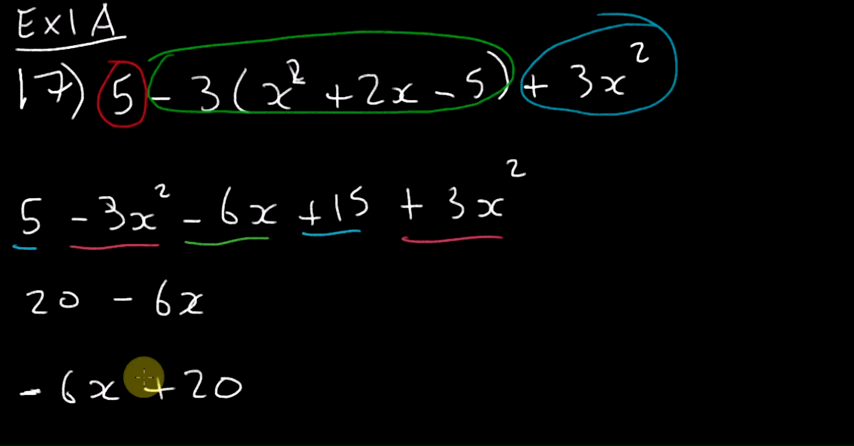 Ex1A
17) 5 - 3(x² + 2x - 5) + 3x²
5 - 3x² - 6x + 15 + 3x²
20 - 6x
- 6x + 20